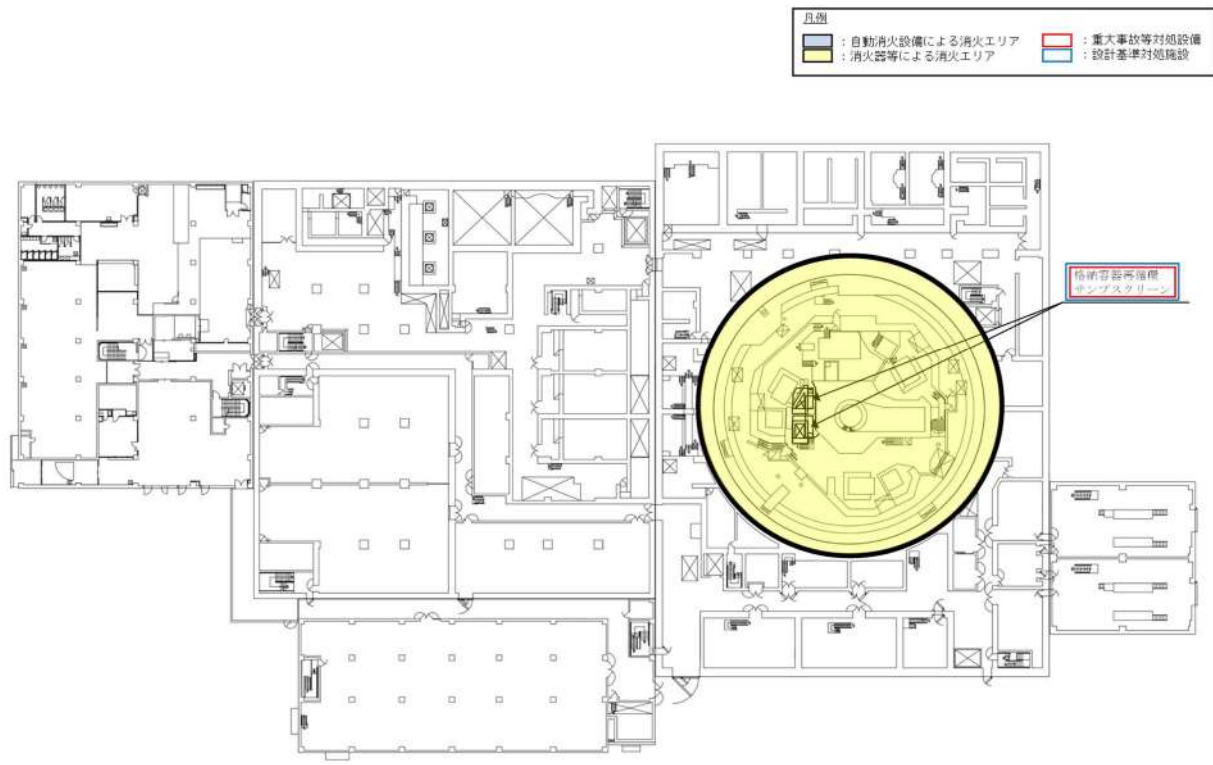 凡例
：自動消火設備による消火エリア
：重大事故等対処設備
：消火器等による消火エリア
：設計基準対処施設
格納容器再循環
サンプスクリーン